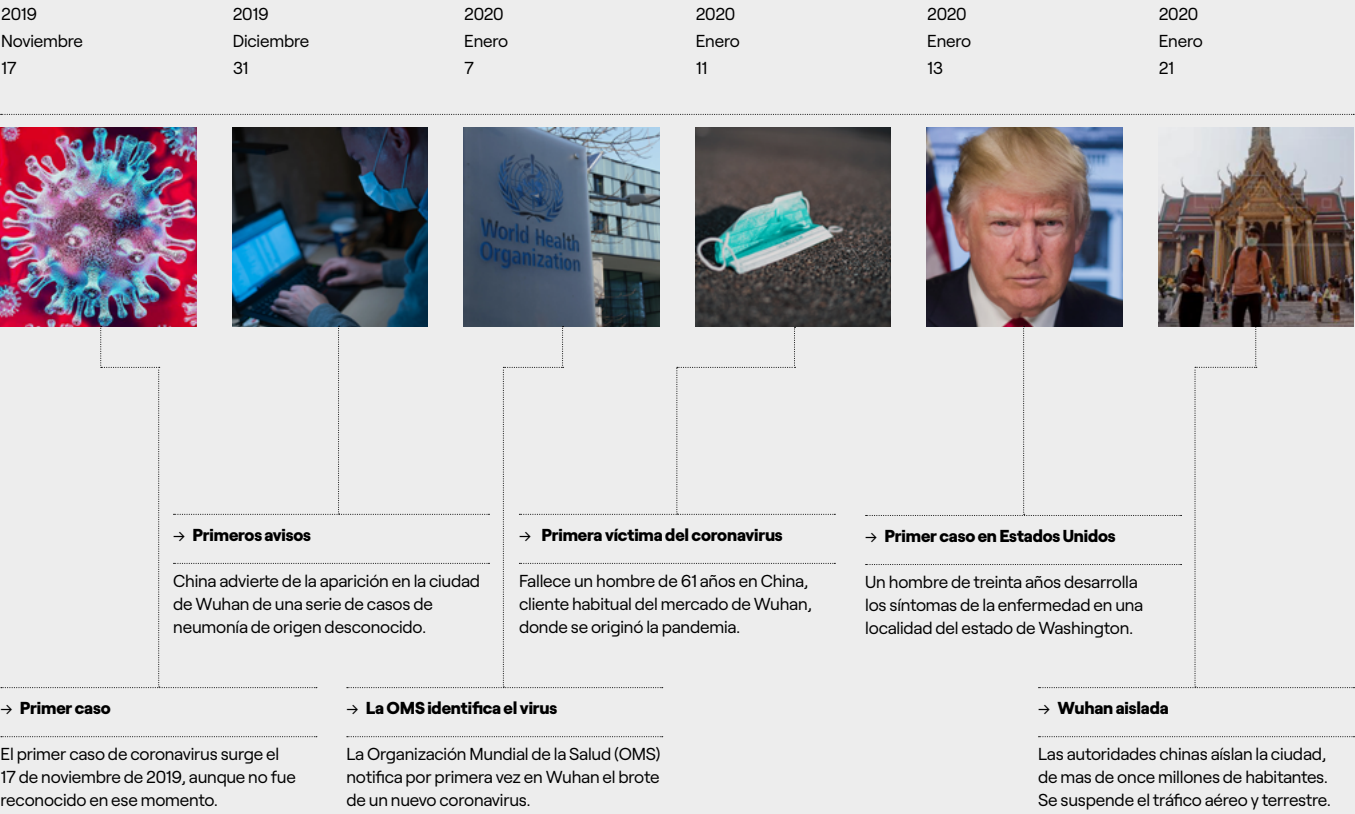 2019
Noviembre
17
2019
Diciembre
31
2020
Enero
7
2020
Enero
11
2020
Enero
13
2020
Enero
21
World Health
Organization
→ Primeros avisos
China advierte de la aparición en la ciudad
de Wuhan de una serie de casos de
neumonía de origen desconocido.
→ Primera víctima del coronavirus
Fallece un hombre de 61 años en China,
cliente habitual del mercado de Wuhan,
donde se originó la pandemia.
→ Primer caso en Estados Unidos
Un hombre de treinta años desarrolla
los síntomas de la enfermedad en una
localidad del estado de Washington.
→ Primer caso
El primer caso de coronavirus surge el
17 de noviembre de 2019, aunque no fue
reconocido en ese momento.
→ La OMS identifica el virus
La Organización Mundial de la Salud (OMS)
notifica por primera vez en Wuhan el brote
de un nuevo coronavirus.
→ Wuhan aislada
Las autoridades chinas aíslan la ciudad,
de mas de once millones de habitantes.
Se suspende el tráfico aéreo y terrestre.